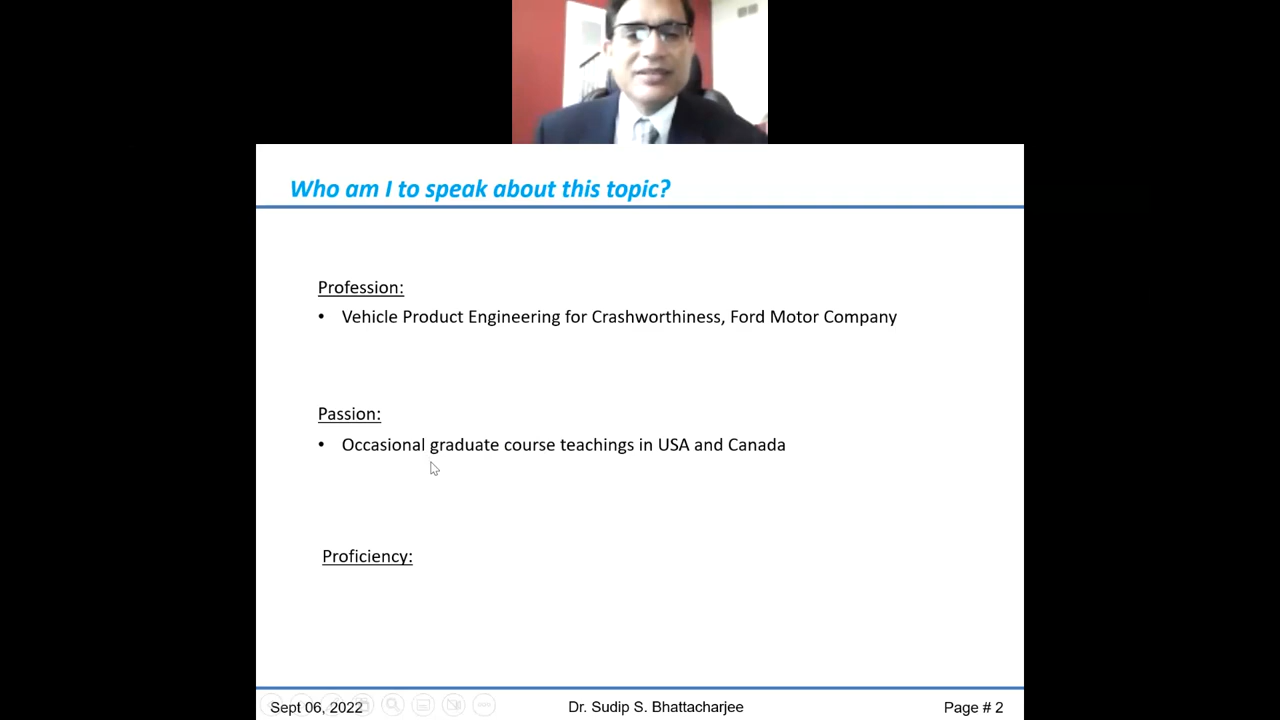 Who am I to speak about this topic?
Profession:
• Vehicle Product Engineering for Crashworthiness, Ford Motor Company
Passion:
• Occasional graduate course teachings in USA and Canada
Proficiency:
Sept 06, 2022 Dr. Sudip S. Bhattacharjee Page # 2